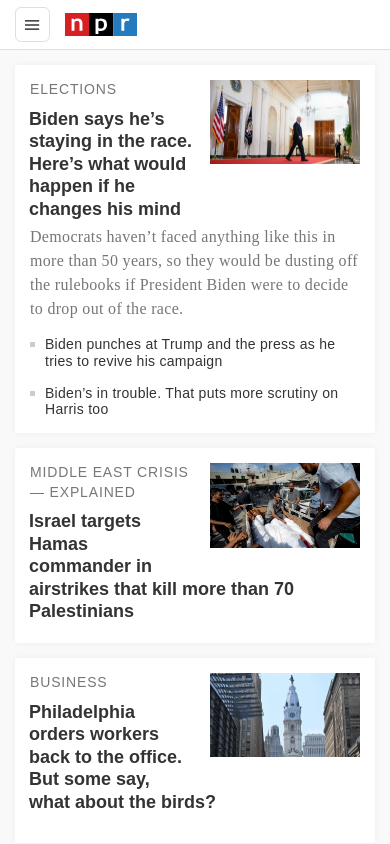 npr
ELECTIONS
Biden says he’s
staying in the race.
Here’s what would
happen if he
changes his mind
Democrats haven’t faced anything like this in
more than 50 years, so they would be dusting off
the rulebooks if President Biden were to decide
to drop out of the race.
Biden punches at Trump and the press as he
tries to revive his campaign
Biden’s in trouble. That puts more scrutiny on
Harris too
MIDDLE EAST CRISIS
— EXPLAINED
Israel targets
Hamas
commander in
airstrikes that kill more than 70
Palestinians
BUSINESS
Philadelphia
orders workers
back to the office.
But some say,
what about the birds?